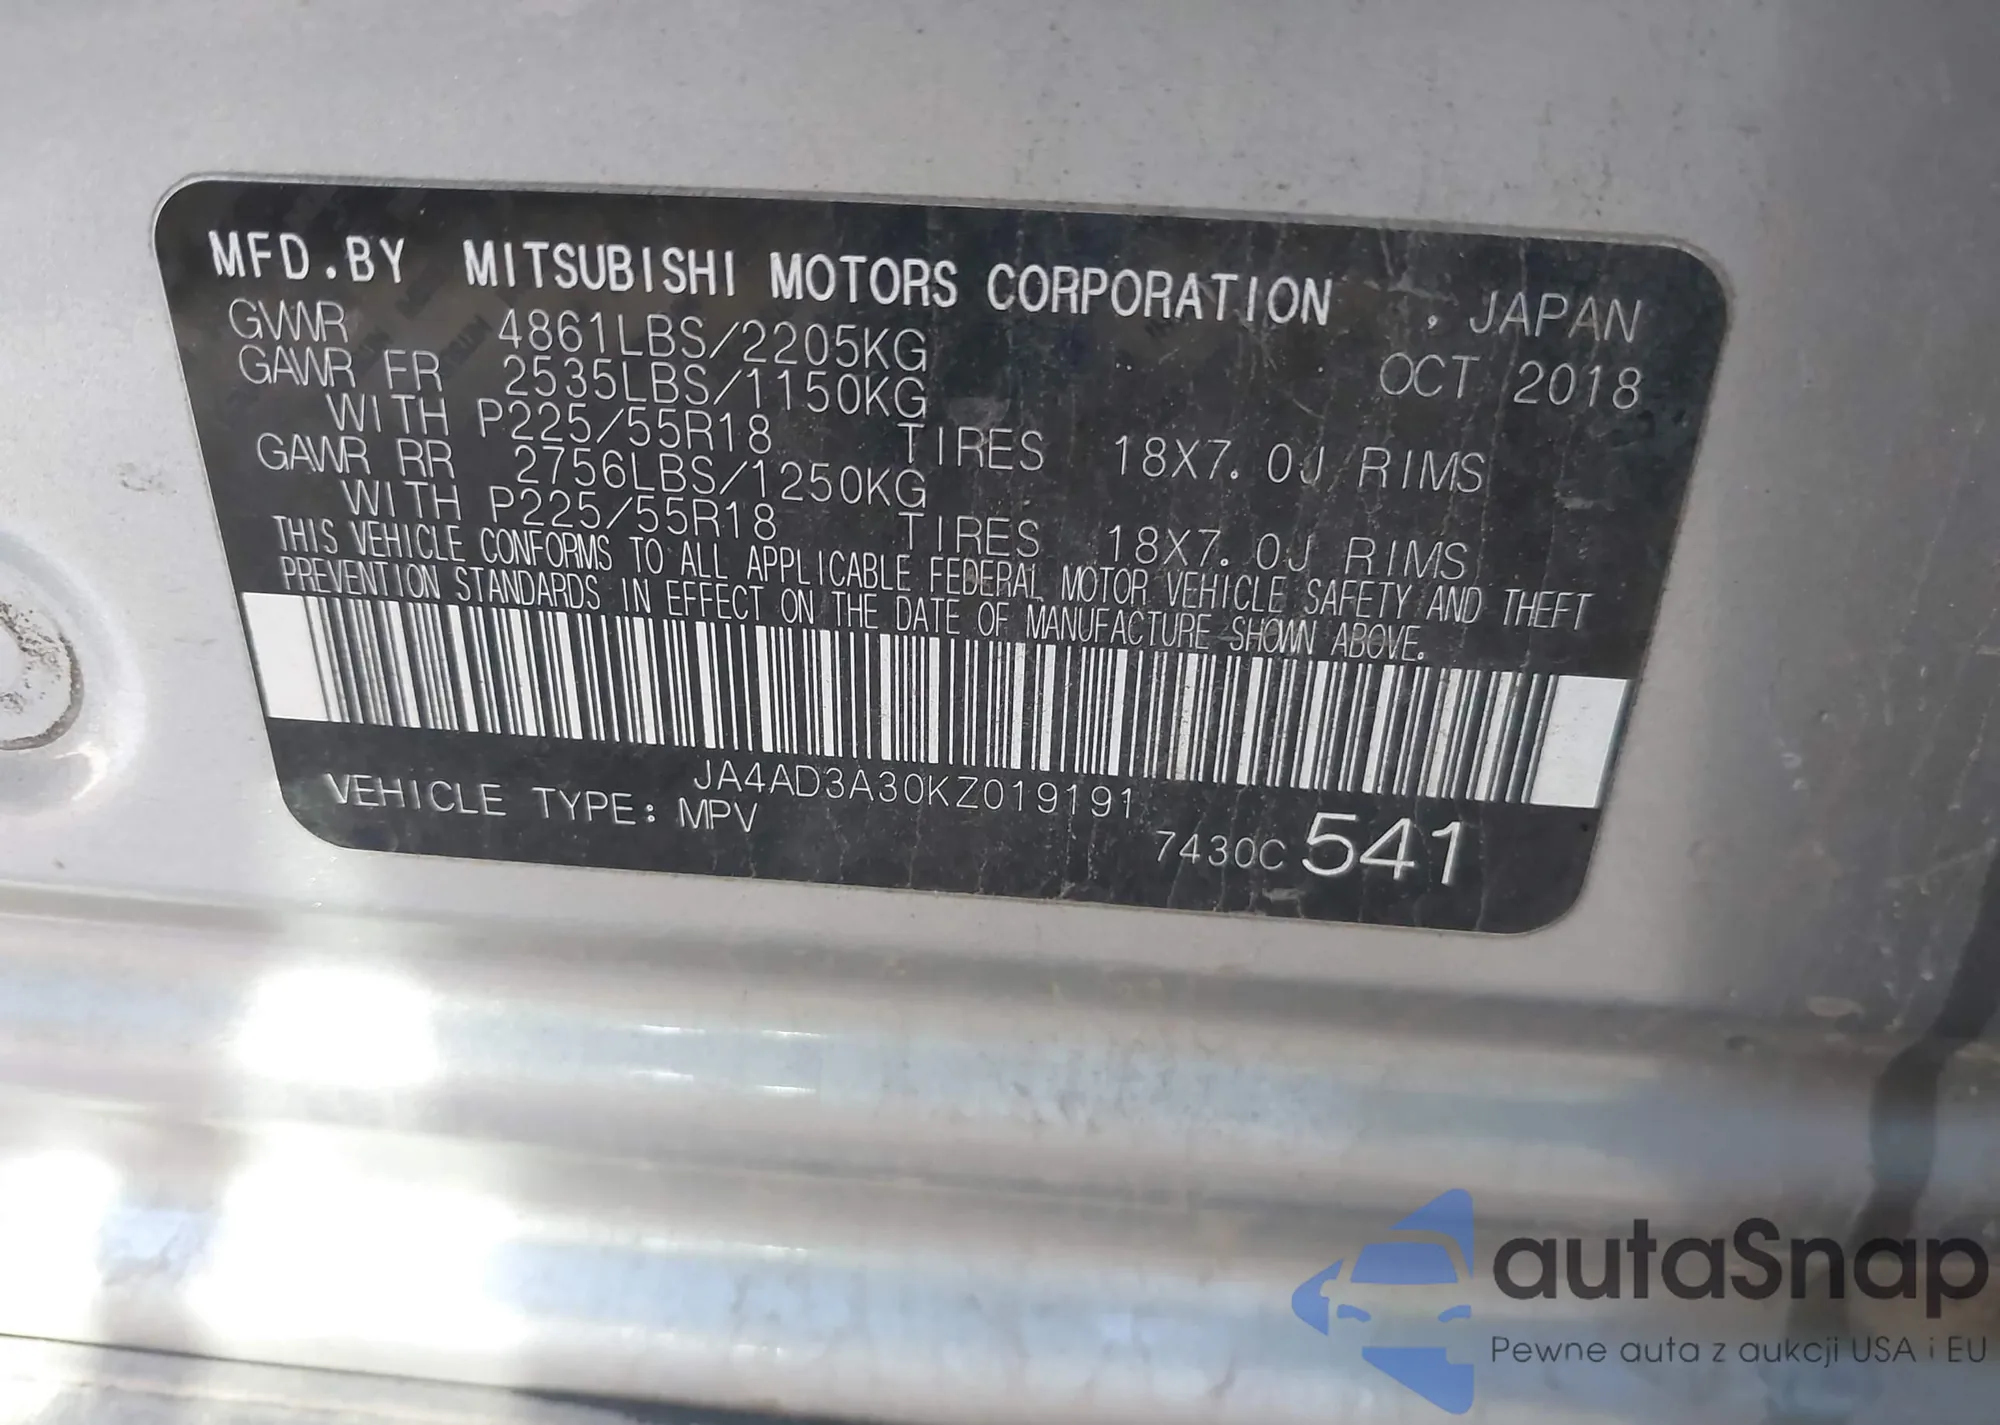 MFD.BY MITSUBISHI MOTORS CORPORATION , JAPAN
GVWR 4861LBS/2205KG OCT 2018
GAWR FR 2535LBS/1150KG
WITH P225/55R18 TIRES 18X7.0J RIMS
GAWR RR 2756LBS/1250KG
WITH P225/55R18 TIRES 18X7.0J RIMS
THIS VEHICLE CONFORMS TO ALL APPLICABLE FEDERAL MOTOR VEHICLE SAFETY AND THEFT
PREVENTION STANDARDS IN EFFECT ON THE DATE OF MANUFACTURE SHOWN ABOVE.
JA4AD3A30KZ019191
VEHICLE TYPE: MPV
7430C 541
autaSnap
Pewne auta z aukcji USA i EU